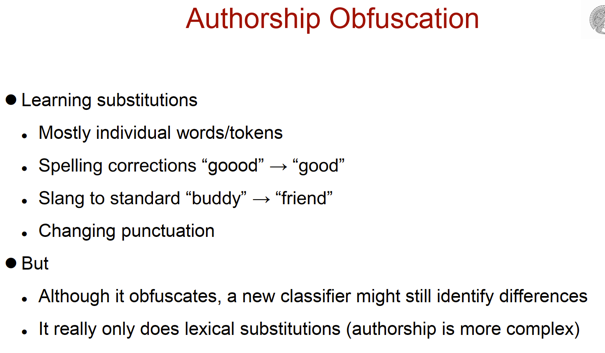 Authorship Obfuscation
● Learning substitutions
● Mostly individual words/tokens
● Spelling corrections “goood” → “good”
● Slang to standard “buddy” → “friend”
● Changing punctuation
● But
● Although it obfuscates, a new classifier might still identify differences
● It really only does lexical substitutions (authorship is more complex)